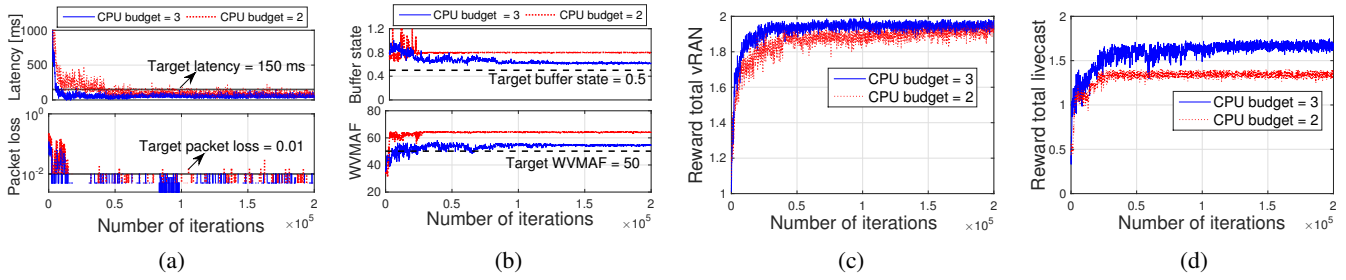 CPU budget = 3 CPU budget = 2
Latency [ms]
1000
500
0
Target latency = 150 ms
Packet loss
10^0
10^-2
Target packet loss = 0.01
0 0.5 1 1.5 2
Number of iterations ×10^5
(a)
CPU budget = 3 CPU budget = 2
Buffer state
1.2
0.8
0.4
0
Target buffer state = 0.5
WVMAF
80
60
40
20
Target WVMAF = 50
0 0.5 1 1.5 2
Number of iterations ×10^5
(b)
Reward total vRAN
2
1.8
1.6
1.4
1.2
1
CPU budget = 3
CPU budget = 2
0 0.5 1 1.5 2
Number of iterations ×10^5
(c)
Reward total livecast
2
1.5
1
0.5
0
CPU budget = 3
CPU budget = 2
0 0.5 1 1.5 2
Number of iterations ×10^5
(d)